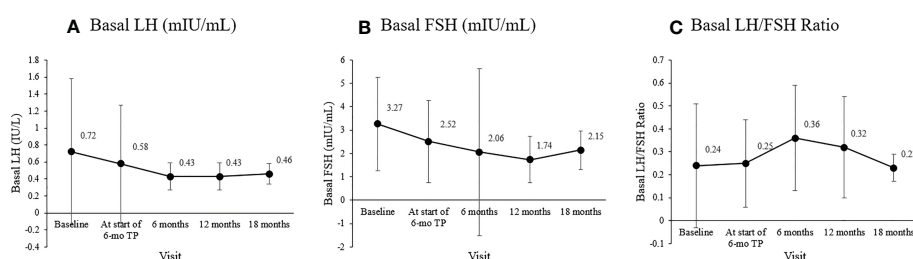 A Basal LH (mIU/mL)
Basal LH (IU/L)
1.8
1.6
1.4
1.2
1.0
0.8
0.6
0.4
0.2
0
-0.2
-0.4
0.72
0.58
0.43
0.43
0.46
Baseline
At start of
6-mo TP
6 months
12 months
18 months
Visit
B Basal FSH (mIU/mL)
Basal FSH (mIU/mL)
6
5
4
3
2
1
0
-1
-2
3.27
2.52
2.06
1.74
2.15
Baseline
At start of
6-mo TP
6 months
12 months
18 months
Visit
C Basal LH/FSH Ratio
Basal LH/FSH Ratio
0.7
0.6
0.5
0.4
0.3
0.2
0.1
0
-0.1
0.24
0.25
0.36
0.32
Baseline
At start of
6-mo TP
6 months
12 months
18 months
Visit